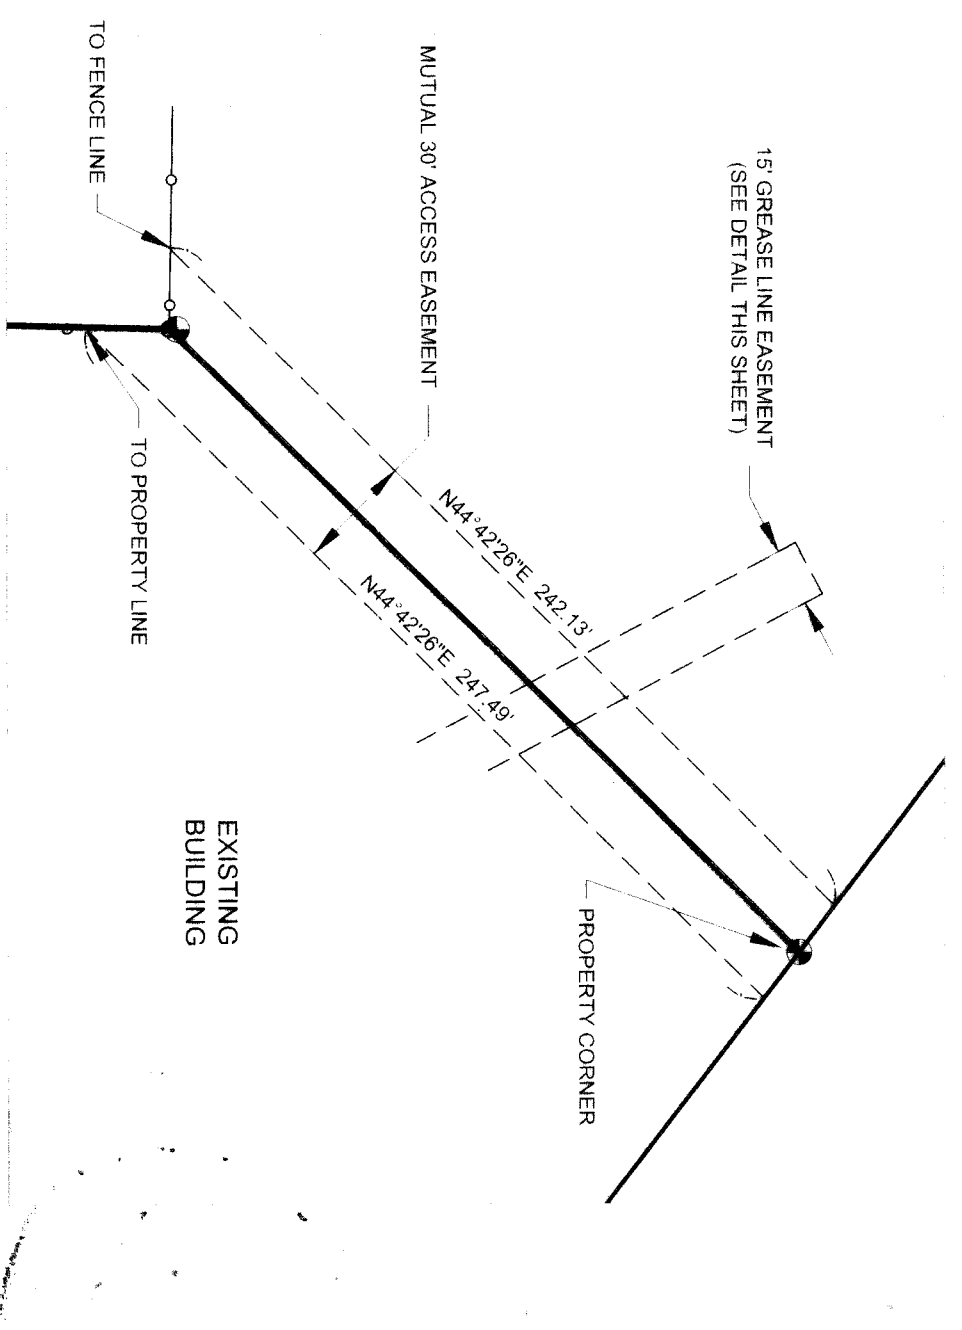 15' GREASE LINE EASEMENT
(SEE DETAIL THIS SHEET)
MUTUAL 30' ACCESS EASEMENT
TO FENCE LINE
N44°42'26"E 242.13'
N44°42'26"E 247.49'
TO PROPERTY LINE
PROPERTY CORNER
EXISTING
BUILDING